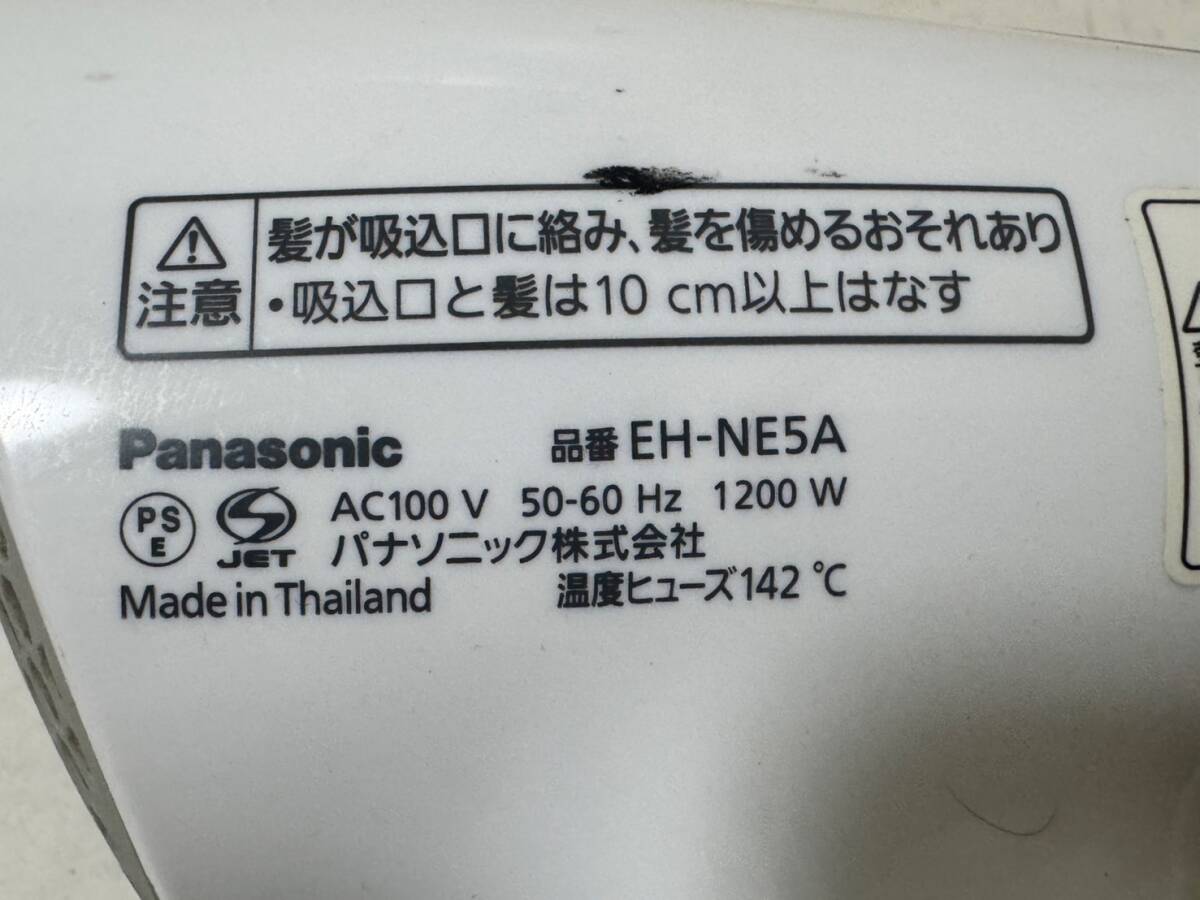 髪が吸込口に絡み、髪を傷めるおそれあり
注意
・吸込口と髪は10 cm以上はなす
Panasonic 品番 EH-NE5A
PS
E
JET
AC100 V 50-60 Hz 1200 W
パナソニック株式会社
Made in Thailand 温度ヒューズ142 ℃